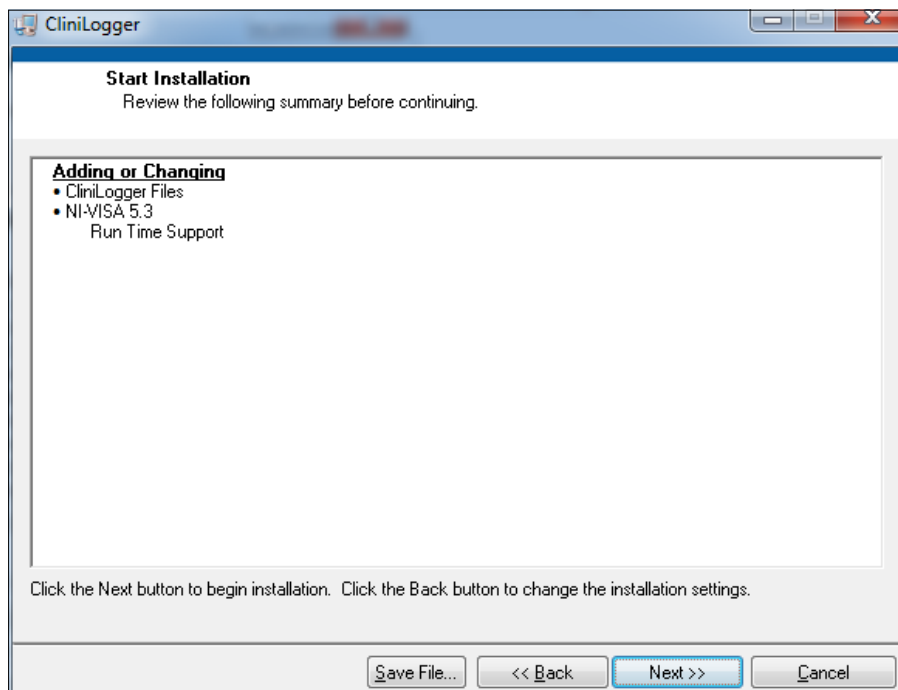 CliniLogger
Start Installation
Review the following summary before continuing.
Adding or Changing
• CliniLogger Files
• NI-VISA 5.3
Run Time Support
Click the Next button to begin installation. Click the Back button to change the installation settings.
Save File...
<< Back
Next >>
Cancel